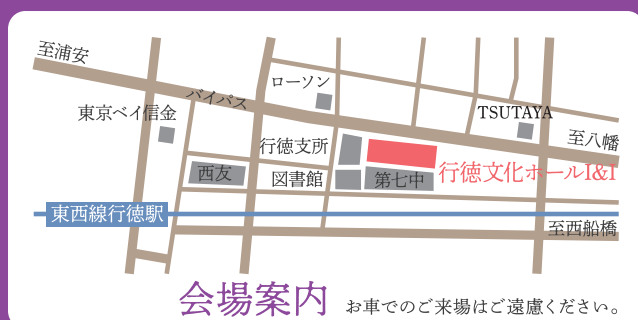 至浦安
バイパス
ローソン
東京ベイ信金
TSUTAYA
至八幡
行徳支所
行徳文化ホールI&I
西友
図書館
第七中
東西線行徳駅
至西船橋
会場案内
お車でのご来場はご遠慮ください。